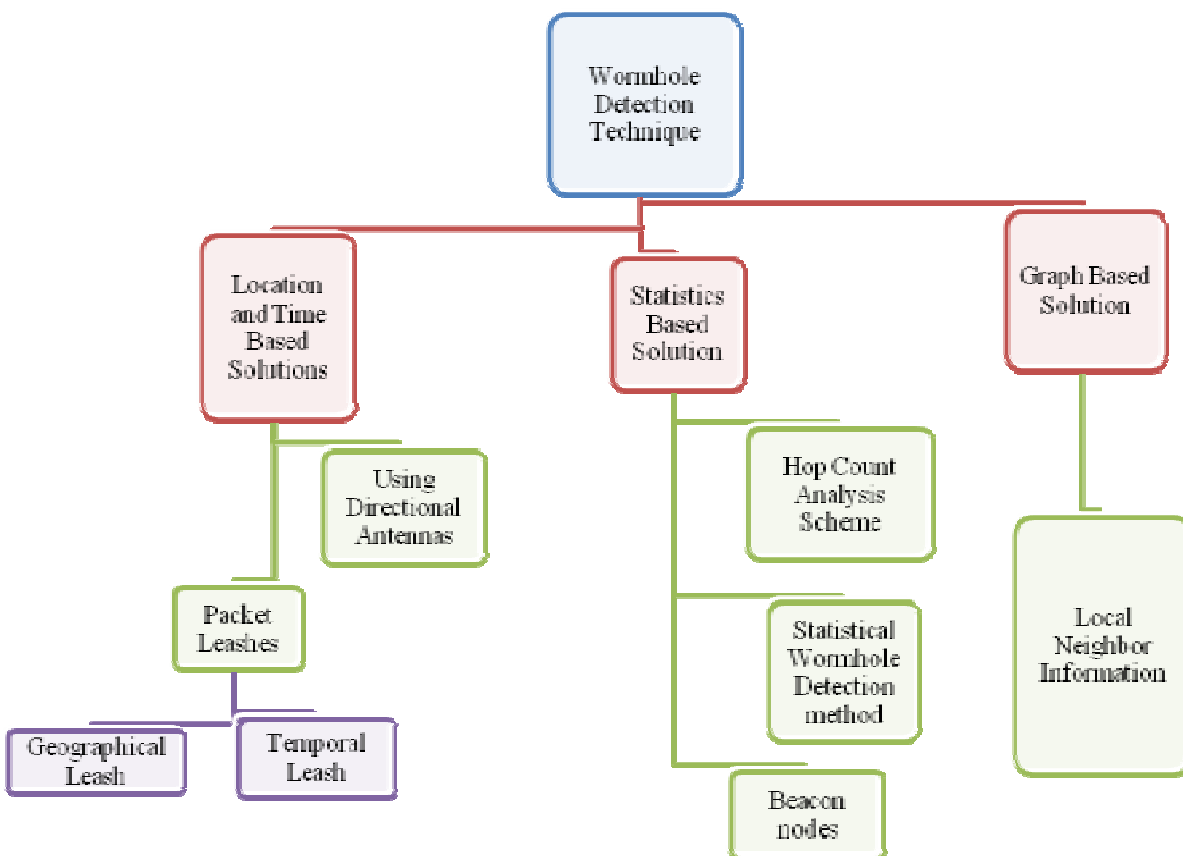 Wormhole
Detection
Technique
Location
and Time
Based
Solutions
Statistics
Based
Solution
Graph Based
Solution
Using
Directional
Antennas
Hop Count
Analysis
Scheme
Packet
Leashes
Statistical
Wormhole
Detection
method
Local
Neighbor
Information
Geographical
Leash
Temporal
Leash
Beacon
nodes